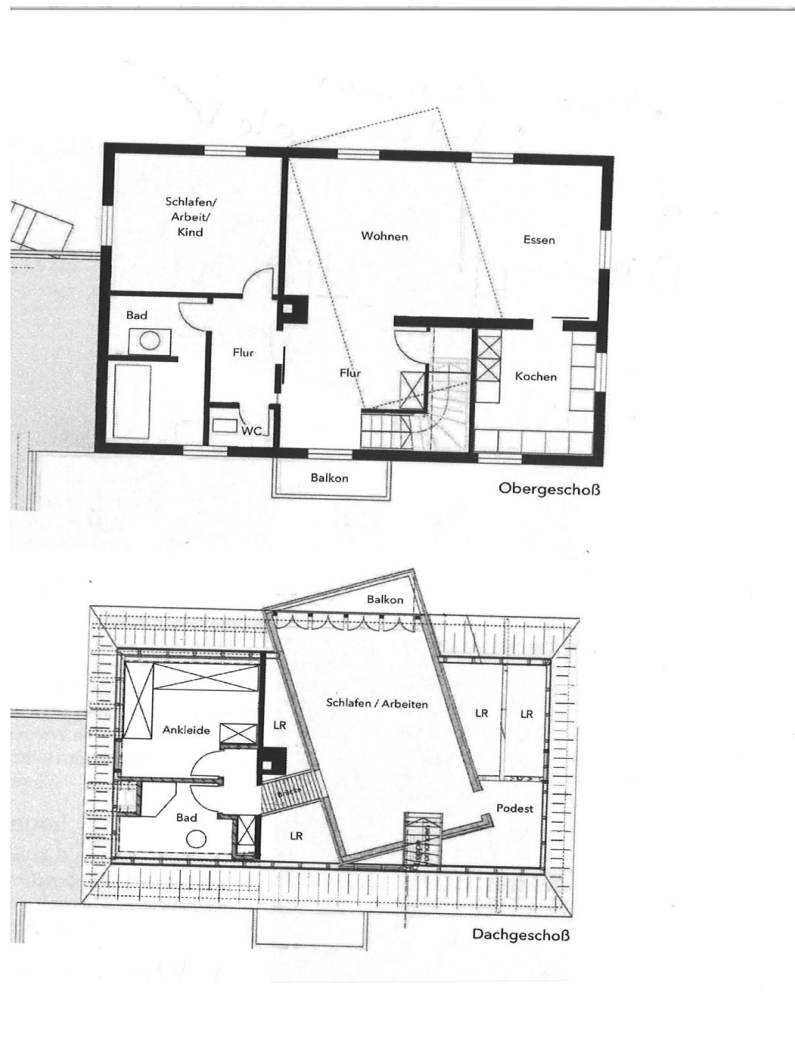 Schlafen/
Arbeit/
Kind
Wohnen
Essen
Bad
Flur
Flur
Kochen
WC
Balkon
Obergeschoß
Balkon
Schlafen / Arbeiten
LR
LR
LR
Ankleide
Brücke
Podest
Bad
LR
Dachgeschoß